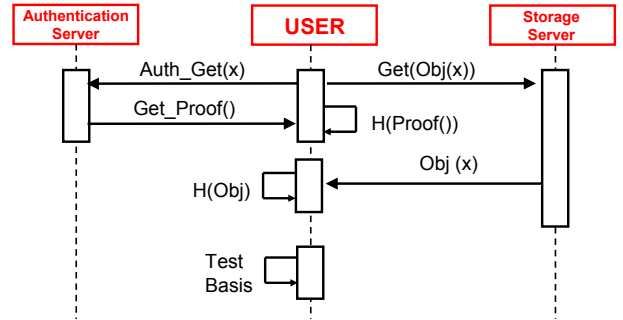 Authentication
Server
USER
Storage
Server
Auth_Get(x)
Get(Obj(x))
Get_Proof()
H(Proof())
Obj (x)
H(Obj)
Test
Basis